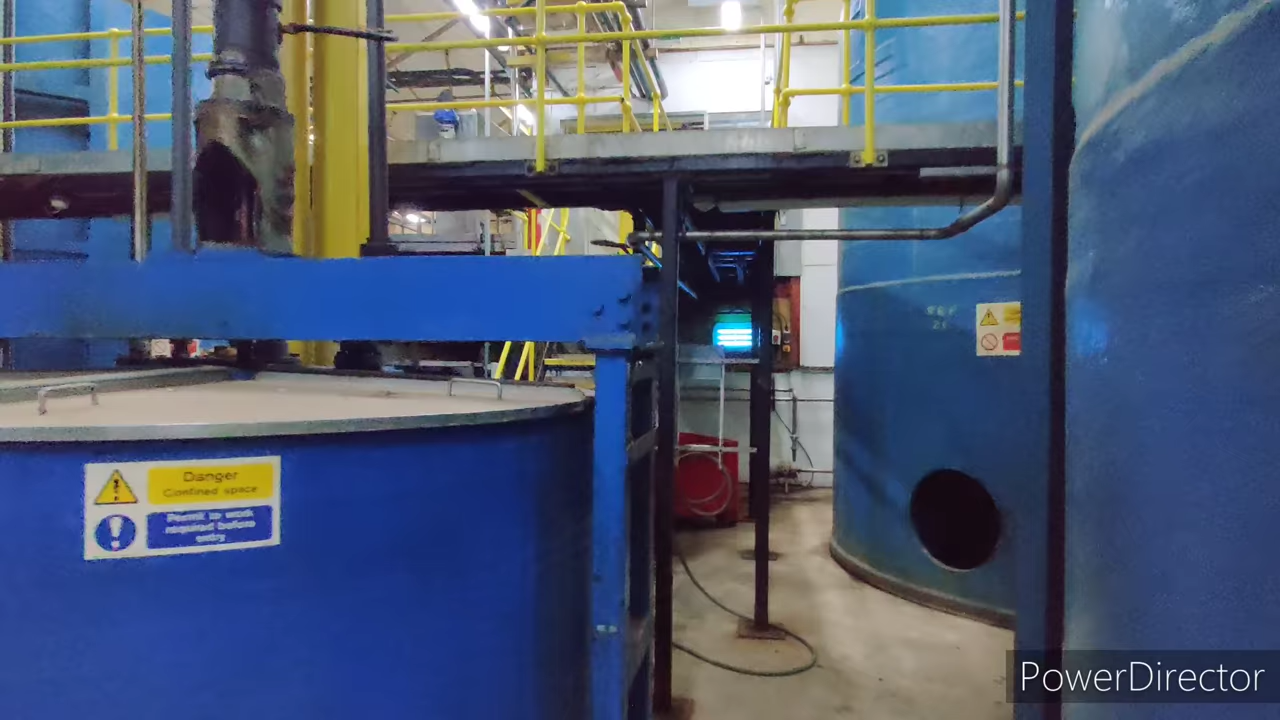 Danger
Confined space
Permit to work
required before
entry
PowerDirector